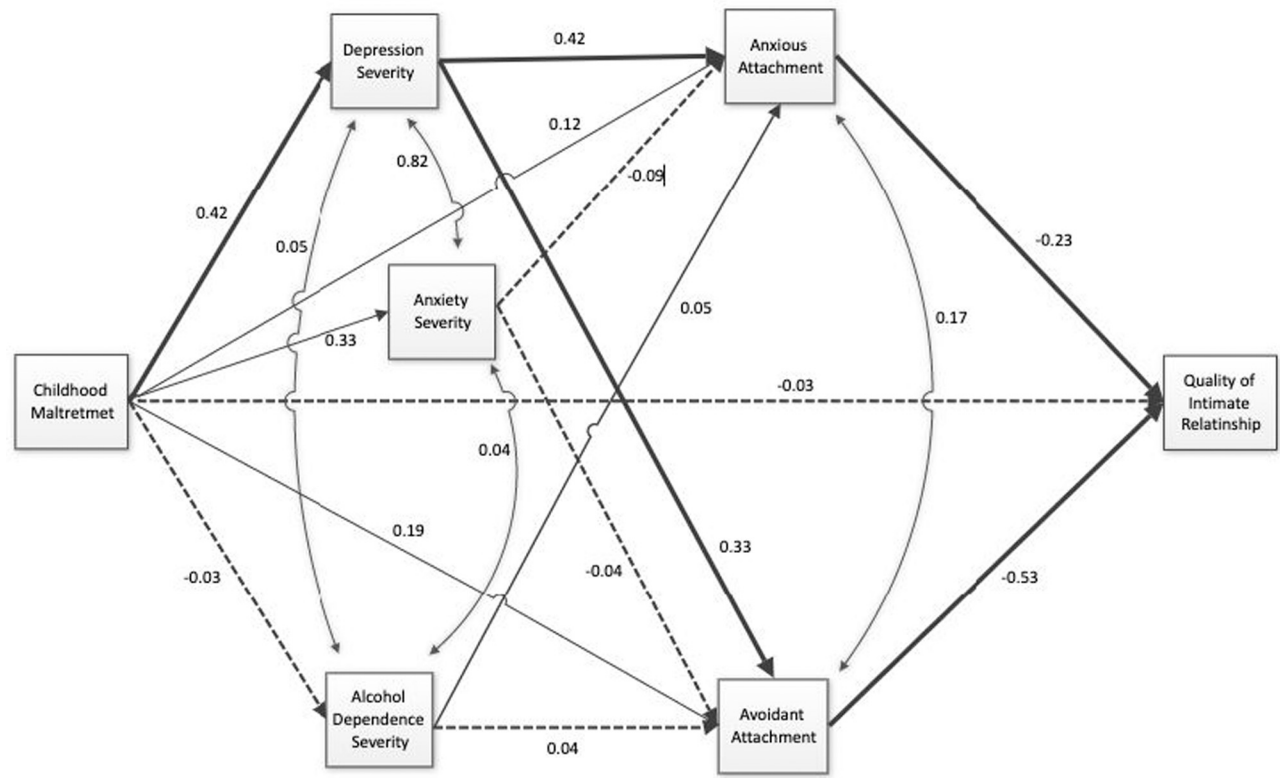 Depression
Severity
0.42
Anxious
Attachment
0.12
0.82
-0.09
0.42
0.05
-0.23
Anxiety
Severity
0.05
0.17
0.33
Childhood
Maltretmet
-0.03
Quality of
Intimate
Relatinship
0.04
0.19
0.33
-0.03
-0.04
-0.53
Alcohol
Dependence
Severity
0.04
Avoidant
Attachment